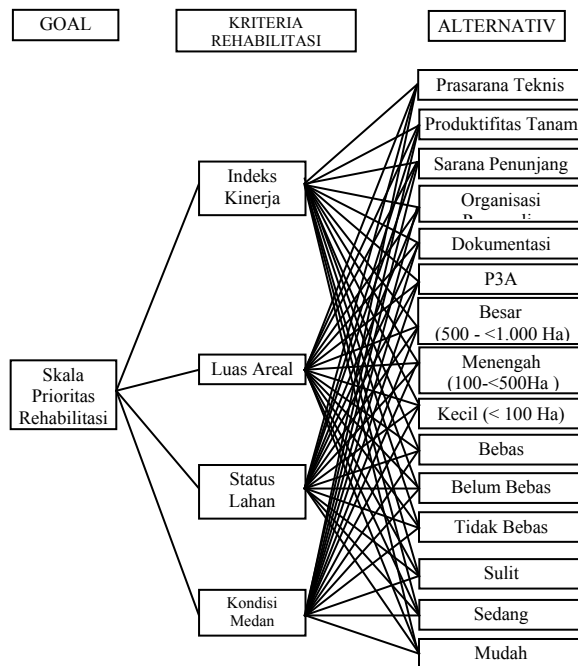 GOAL
KRITERIA
REHABILITASI
ALTERNATIV
Skala
Prioritas
Rehabilitasi
Indeks
Kinerja
Luas Areal
Status
Lahan
Kondisi
Medan
Prasarana Teknis
Produktifitas Tanam
Sarana Penunjang
Organisasi
Dokumentasi
P3A
Besar
(500 - <1.000 Ha)
Menengah
(100-<500Ha )
Kecil (< 100 Ha)
Bebas
Belum Bebas
Tidak Bebas
Sulit
Sedang
Mudah